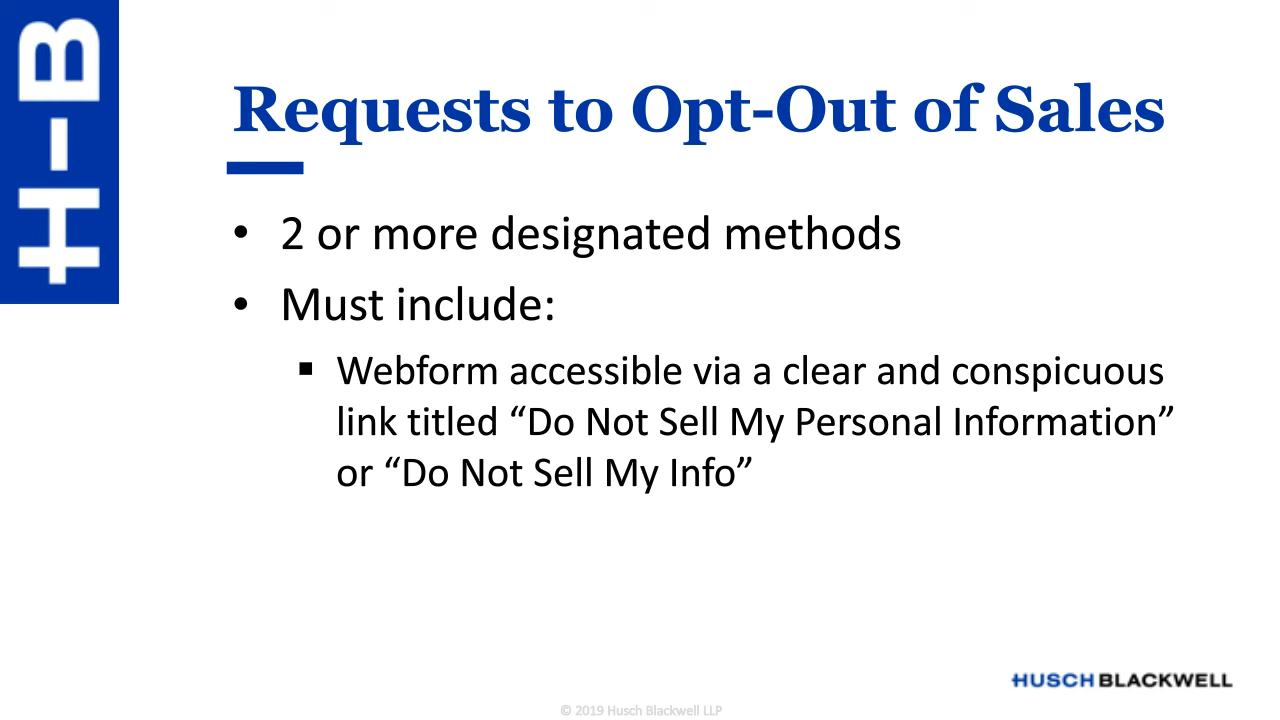 H-B
Requests to Opt-Out of Sales
• 2 or more designated methods
• Must include:
▪ Webform accessible via a clear and conspicuous
link titled “Do Not Sell My Personal Information”
or “Do Not Sell My Info”
HUSCH BLACKWELL
© 2019 Husch Blackwell LLP